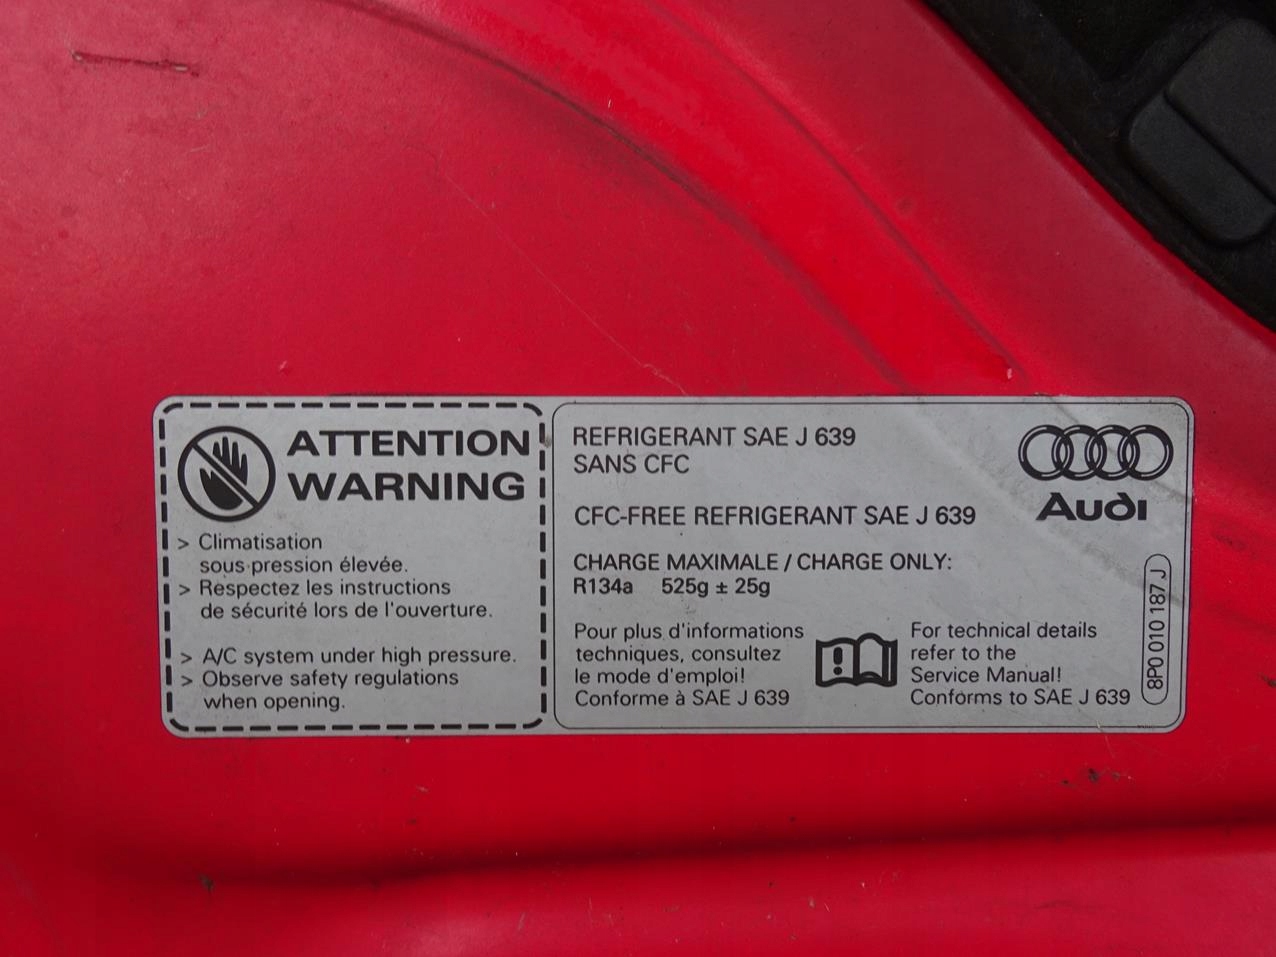 ATTENTION
WARNING
> Climatisation
sous pression élevée.
> Respectez les instructions
de sécurité lors de l'ouverture.
> A/C system under high pressure.
> Observe safety regulations
when opening.
REFRIGERANT SAE J 639
SANS CFC
CFC-FREE REFRIGERANT SAE J 639
CHARGE MAXIMALE / CHARGE ONLY:
R134a 525g ± 25g
Pour plus d'informations
techniques, consultez
le mode d'emploi!
Conforme à SAE J 639
For technical details
refer to the
Service Manual!
Conforms to SAE J 639
Audi
8P0 010 187 J